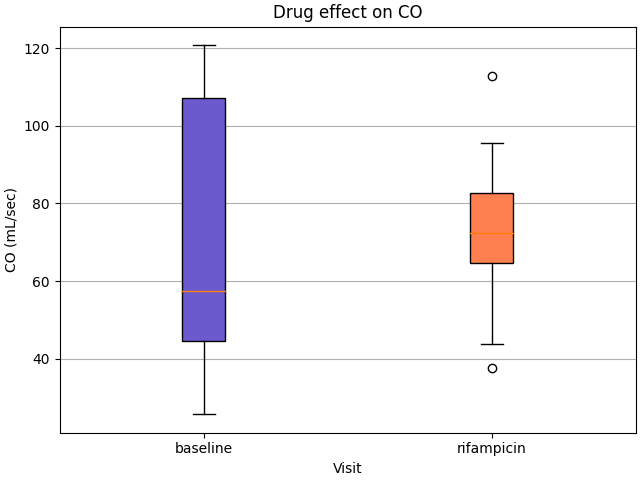 Drug effect on CO
120
100
80
60
40
CO (mL/sec)
baseline
rifampicin
Visit